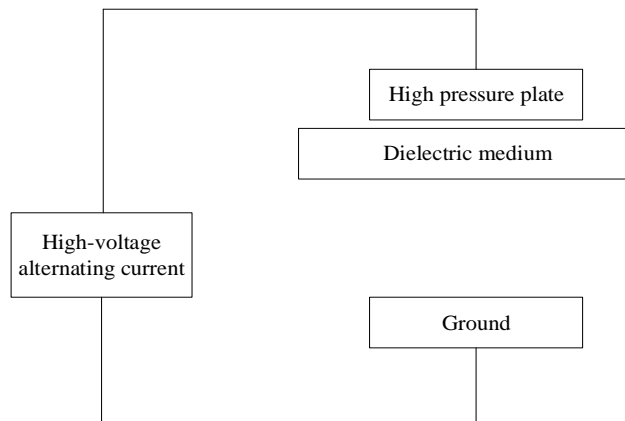 High pressure plate
Dielectric medium
High-voltage
alternating current
Ground